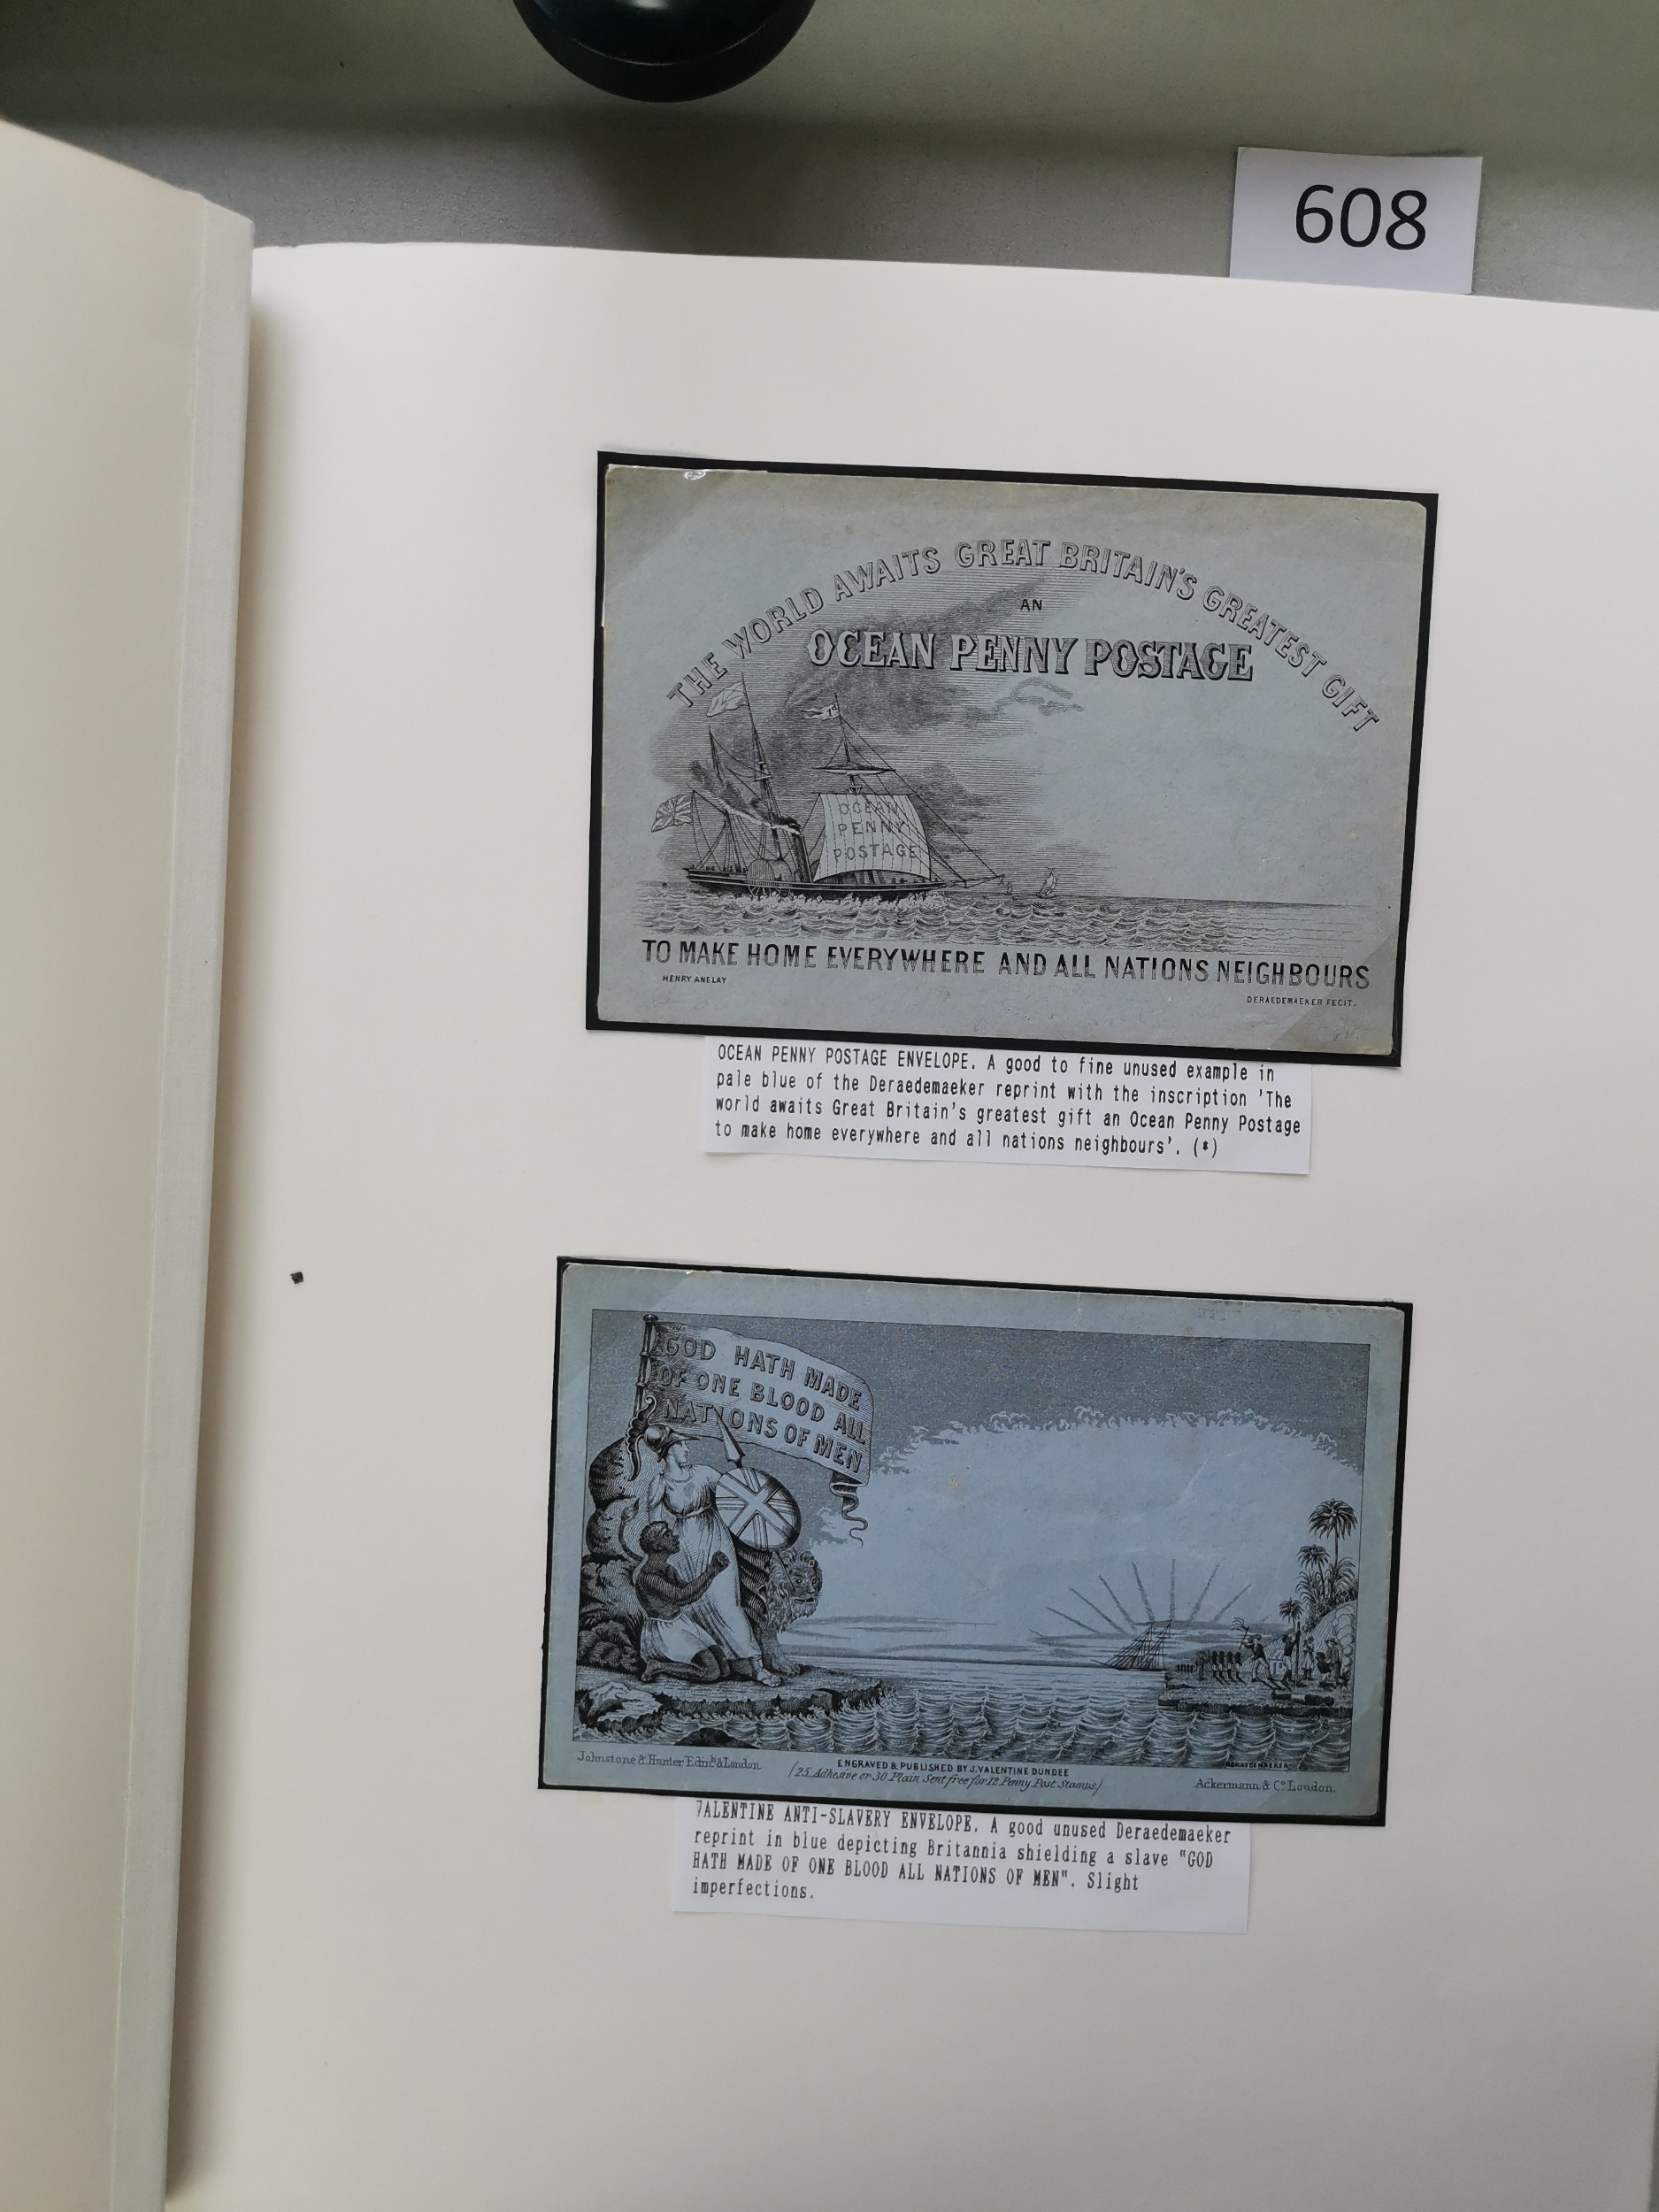 608
THE WORLD AWAITS GREAT BRITAIN'S GREATEST GIFT
AN
OCEAN PENNY POSTAGE
1d
OCEAN
PENNY
POSTAGE
TO MAKE HOME EVERYWHERE AND ALL NATIONS NEIGHBOURS
HENRY ANELAY
DERAEDEMAEKER FECIT.
OCEAN PENNY POSTAGE ENVELOPE. A good to fine unused example in
pale blue of the Deraedemaeker reprint with the inscription 'The
world awaits Great Britain's greatest gift an Ocean Penny Postage
to make home everywhere and all nations neighbours'. (*)
GOD HATH MADE
OF ONE BLOOD ALL
NATIONS OF MEN
DERAEDEMAEKER
Johnstone & Hunter Edinh. & London
ENGRAVED & PUBLISHED BY J. VALENTINE DUNDEE
(25 Adhesive or 30 Plain Sent free for 12 Penny Post Stamps)
Ackermann & Co. London.
VALENTINE ANTI-SLAVERY ENVELOPE. A good unused Deraedemaeker
reprint in blue depicting Britannia shielding a slave "GOD
HATH MADE OF ONE BLOOD ALL NATIONS OF MEN". Slight
imperfections.